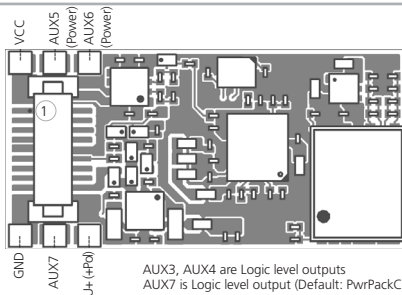 VCC
AUX5
(Power)
AUX6
(Power)
1
GND
AUX7
U+ (+Pol)
AUX3, AUX4 are Logic level outputs
AUX7 is Logic level output (Default: PwrPackC